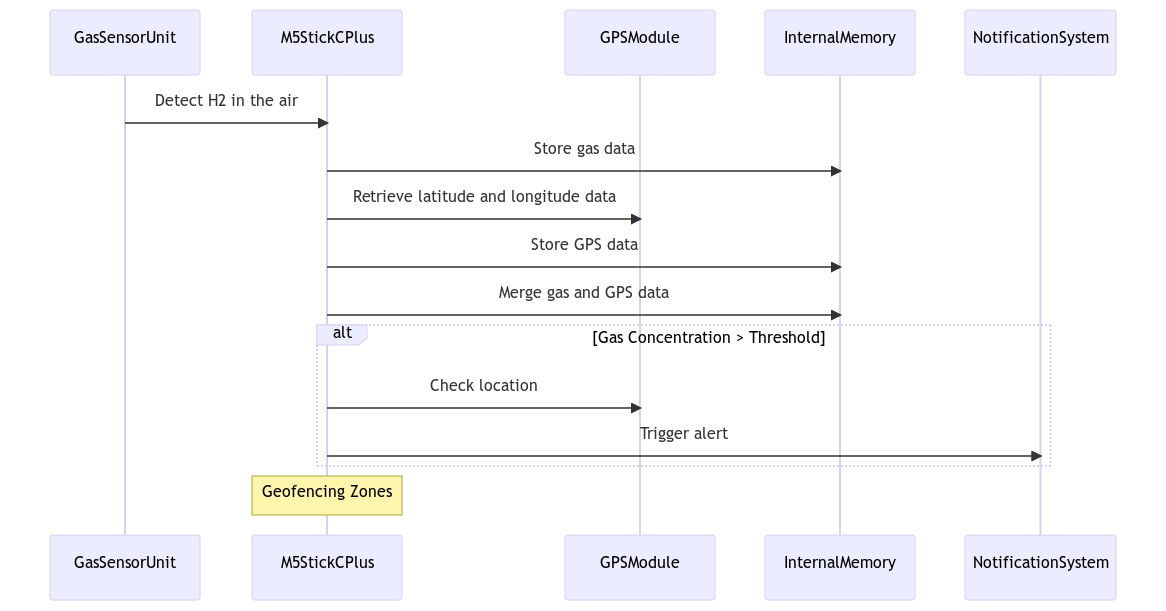 GasSensorUnit
M5StickCPlus
GPSModule
InternalMemory
NotificationSystem
Detect H2 in the air
Store gas data
Retrieve latitude and longitude data
Store GPS data
Merge gas and GPS data
alt
[Gas Concentration > Threshold]
Check location
Trigger alert
Geofencing Zones
GasSensorUnit
M5StickCPlus
GPSModule
InternalMemory
NotificationSystem